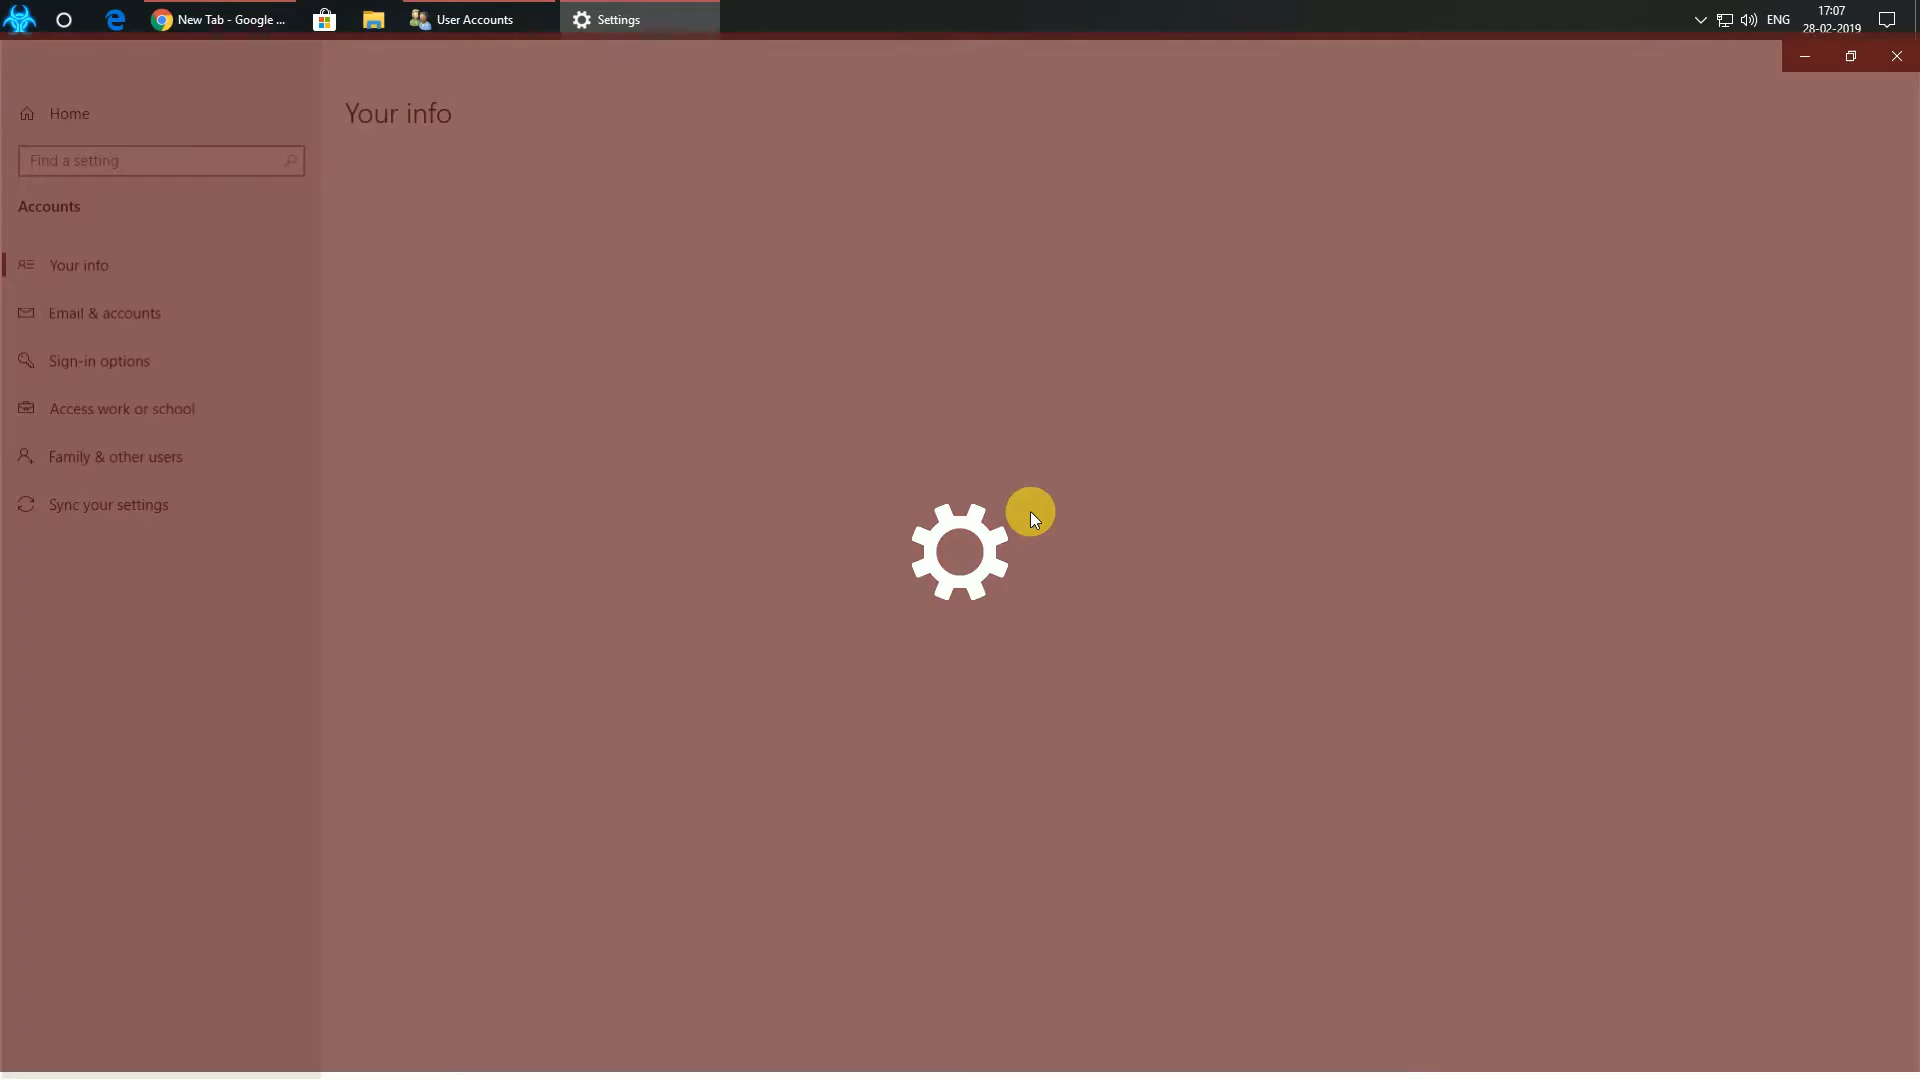 New Tab - Google ...
User Accounts
Settings
ENG
17:07
28-02-2019
Home
Your info
Find a setting
Accounts
Your info
Email & accounts
Sign-in options
Access work or school
Family & other users
Sync your settings